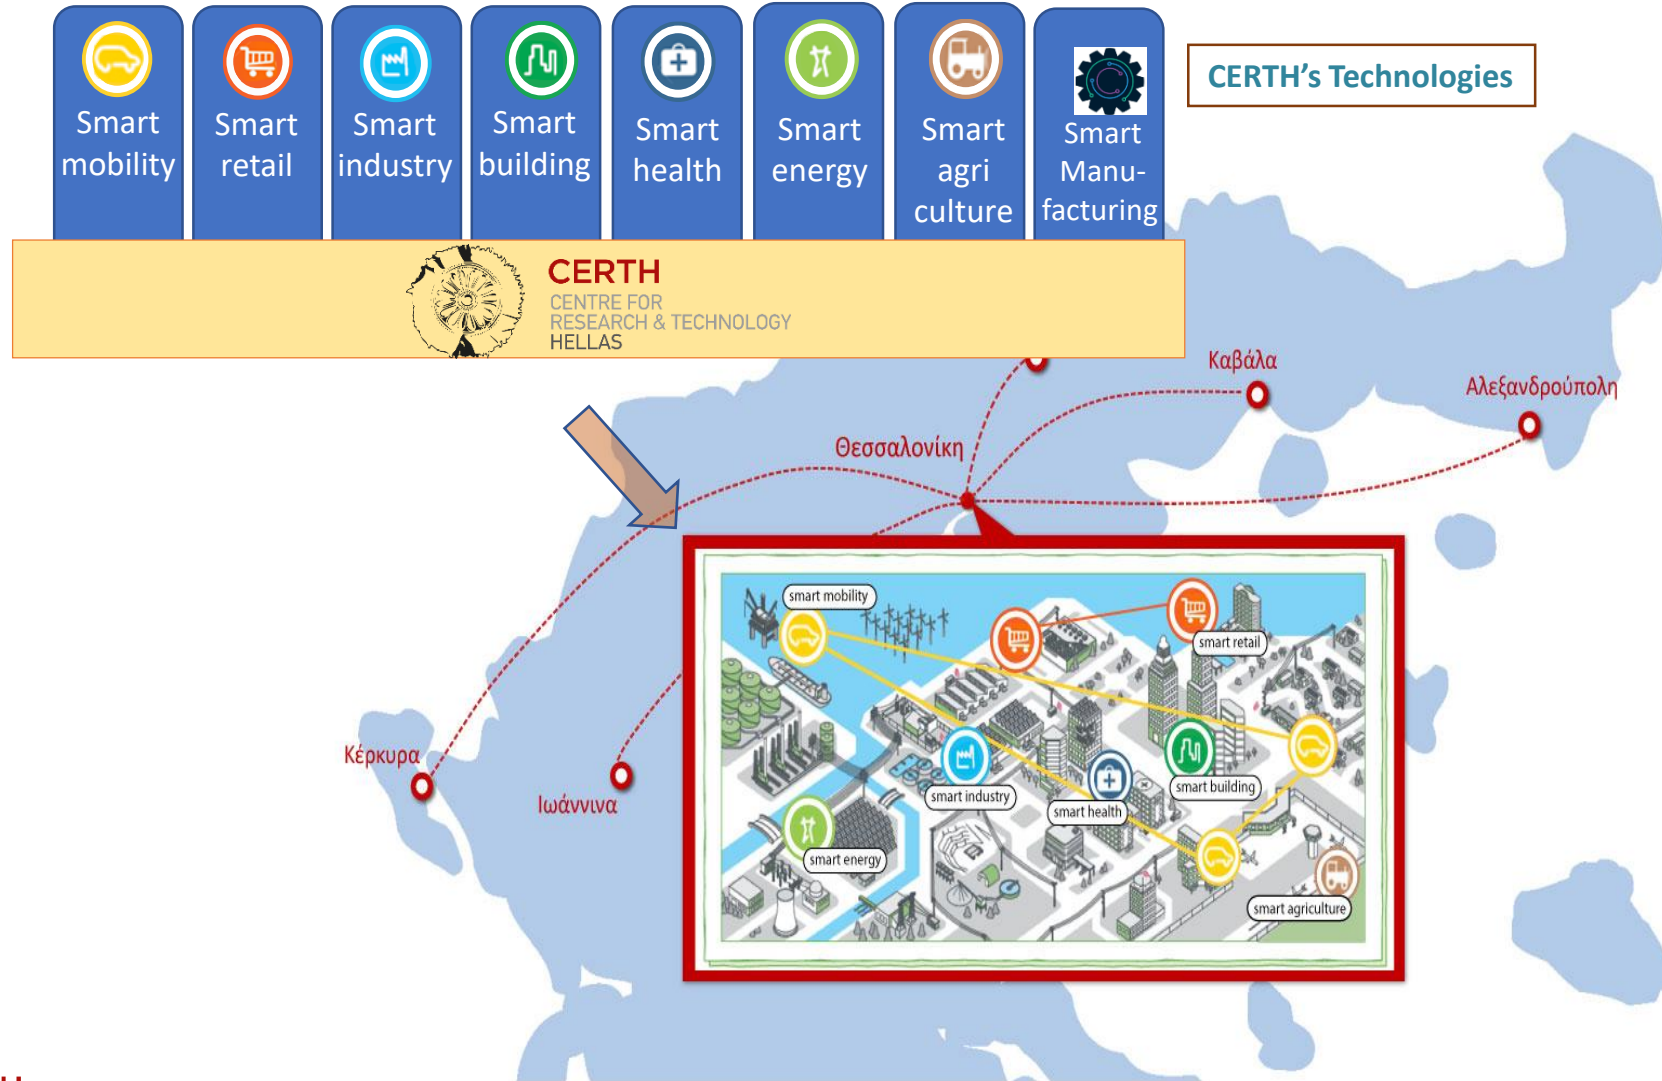 Smart
mobility
Smart
retail
Smart
industry
Smart
building
Smart
health
Smart
energy
Smart
agri
culture
Smart
Manu-
facturing
CERTH's Technologies
CERTH
CENTRE FOR
RESEARCH & TECHNOLOGY
HELLAS
Καβάλα
Αλεξανδρούπολη
Θεσσαλονίκη
Κέρκυρα
Ιωάννινα
smart mobility
smart retail
smart industry
smart health
smart building
smart energy
smart agriculture